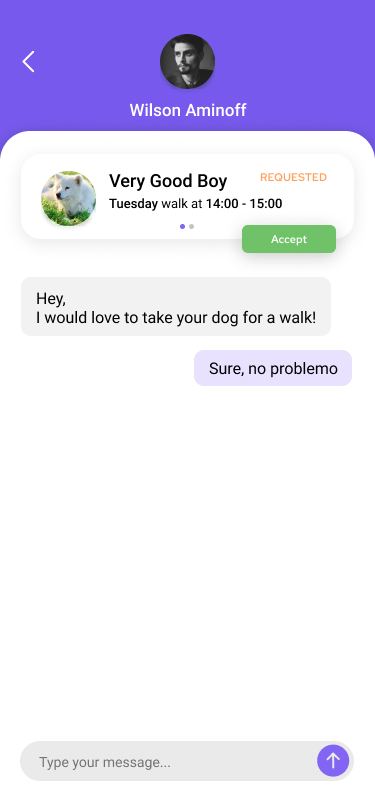 Wilson Aminoff
Very Good Boy
REQUESTED
Tuesday walk at 14:00 - 15:00
Accept
Hey,
I would love to take your dog for a walk!
Sure, no problemo
Type your message...